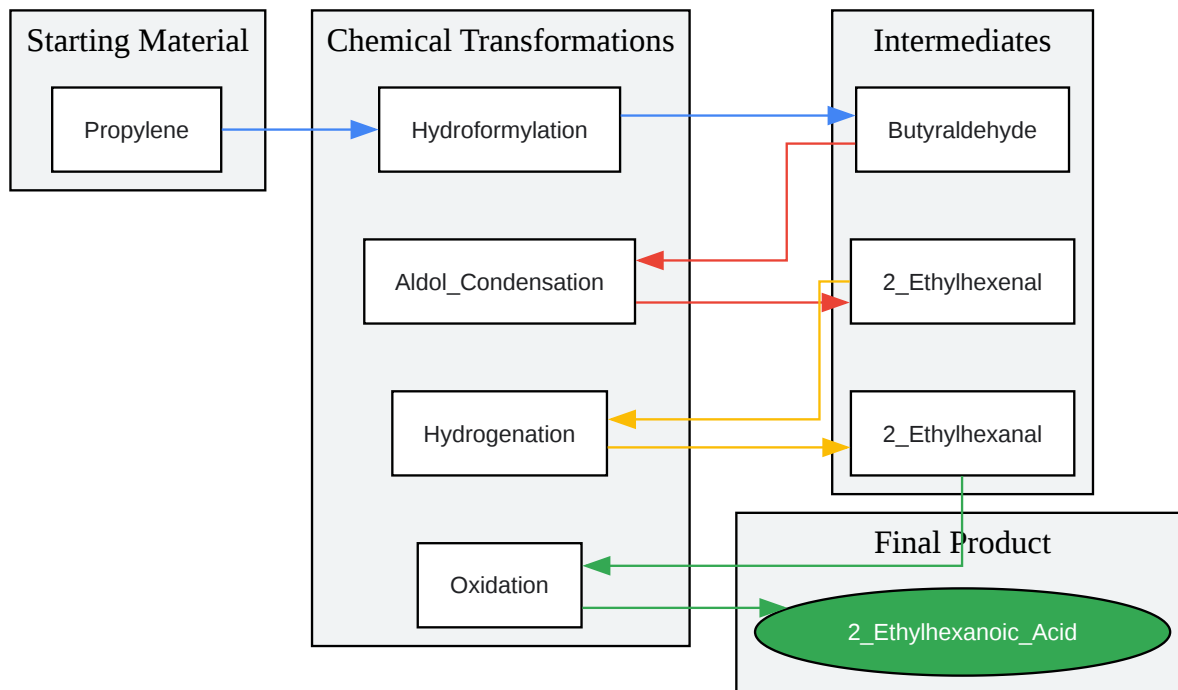 Starting Material
Chemical Transformations
Intermediates
Propylene
Hydroformylation
Butyraldehyde
Aldol_Condensation
2_Ethylhexenal
Hydrogenation
2_Ethylhexanal
Final Product
Oxidation
2_Ethylhexanoic_Acid